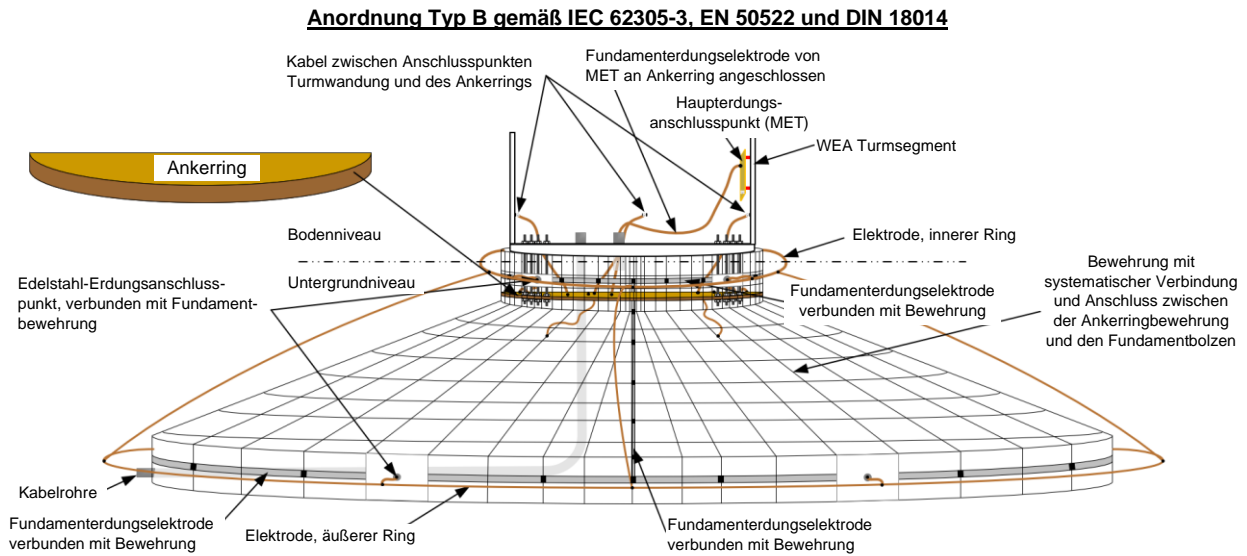 Anordnung Typ B gemäß IEC 62305-3, EN 50522 und DIN 18014
Kabel zwischen Anschlusspunkten
Turmwandung und des Ankerrings
Fundamenterdungselektrode von
MET an Ankerring angeschlossen
Haupterdungs-
anschlusspunkt (MET)
WEA Turmsegment
Ankerring
Bodenniveau
Elektrode, innerer Ring
Edelstahl-Erdungsanschluss-
punkt, verbunden mit Fundament-
bewehrung
Untergrundniveau
Fundamenterdungselektrode
verbunden mit Bewehrung
Bewehrung mit
systematischer Verbindung
und Anschluss zwischen
der Ankerringbewehrung
und den Fundamentbolzen
Kabelrohre
Fundamenterdungselektrode
verbunden mit Bewehrung
Elektrode, äußerer Ring
Fundamenterdungselektrode
verbunden mit Bewehrung